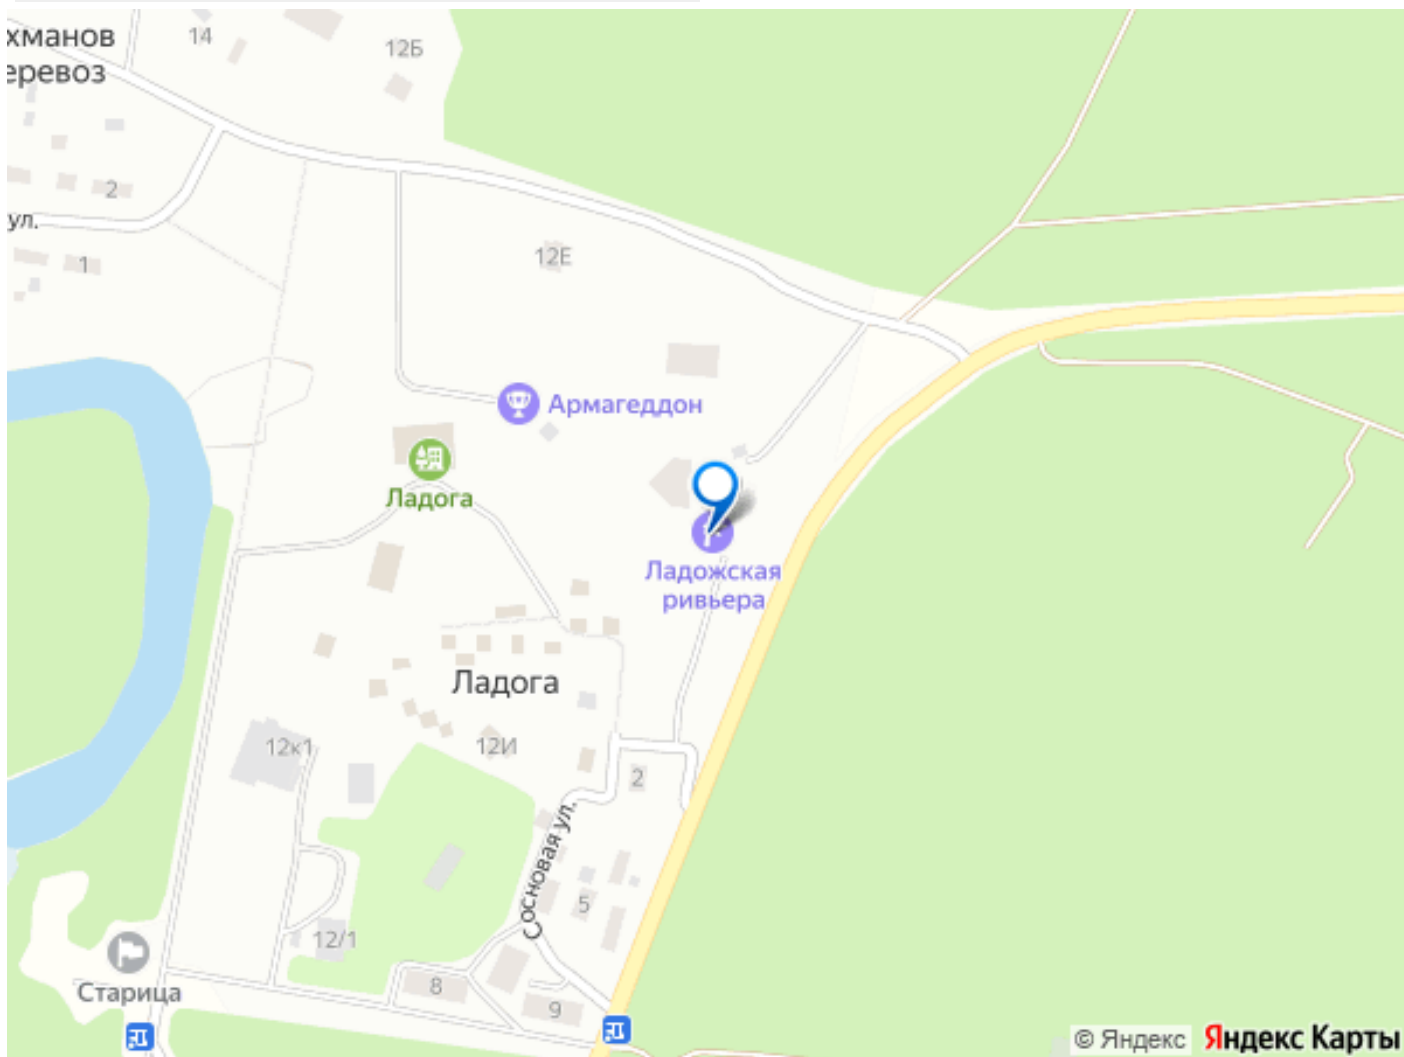 хманов
еревоз
14
12Б
2
ул.
1
12Е
Армагеддон
Ладога
Ладожская
ривьера
Ладога
12к1
12И
2
Сосновая ул.
5
12/1
Старица
8
9
© Яндекс Яндекс Карты